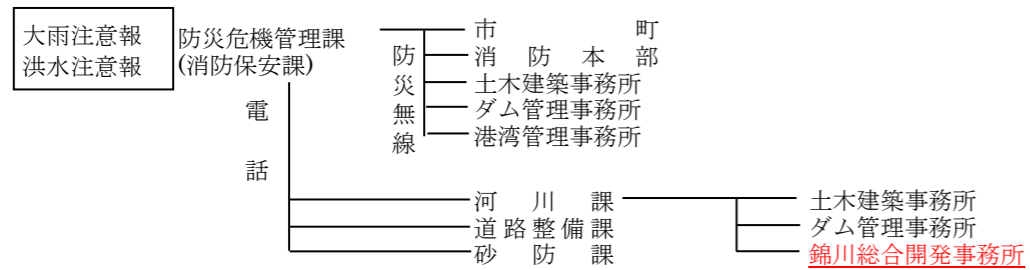 大雨注意報
洪水注意報
防災危機管理課
(消防保安課)
防災無線
市町
消防本部
土木建築事務所
ダム管理事務所
港湾管理事務所
電話
河川課
道路整備課
砂防課
土木建築事務所
ダム管理事務所
錦川総合開発事務所